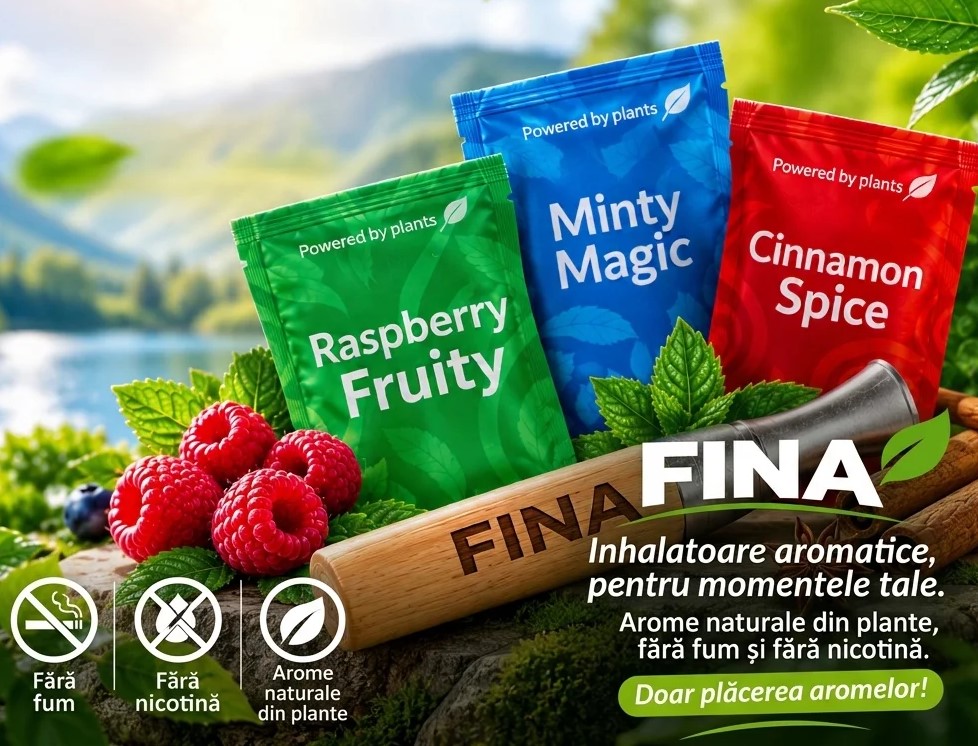 Powered by plants
Raspberry
Fruity
Powered by plants
Minty
Magic
Powered by plants
Cinnamon
Spice
FINA
FINA
Inhalatoare aromatice,
pentru momentele tale.
Arome naturale din plante,
fără fum și fără nicotină.
Doar plăcerea aromelor!
Fără
fum
Fără
nicotină
Arome
naturale
din plante